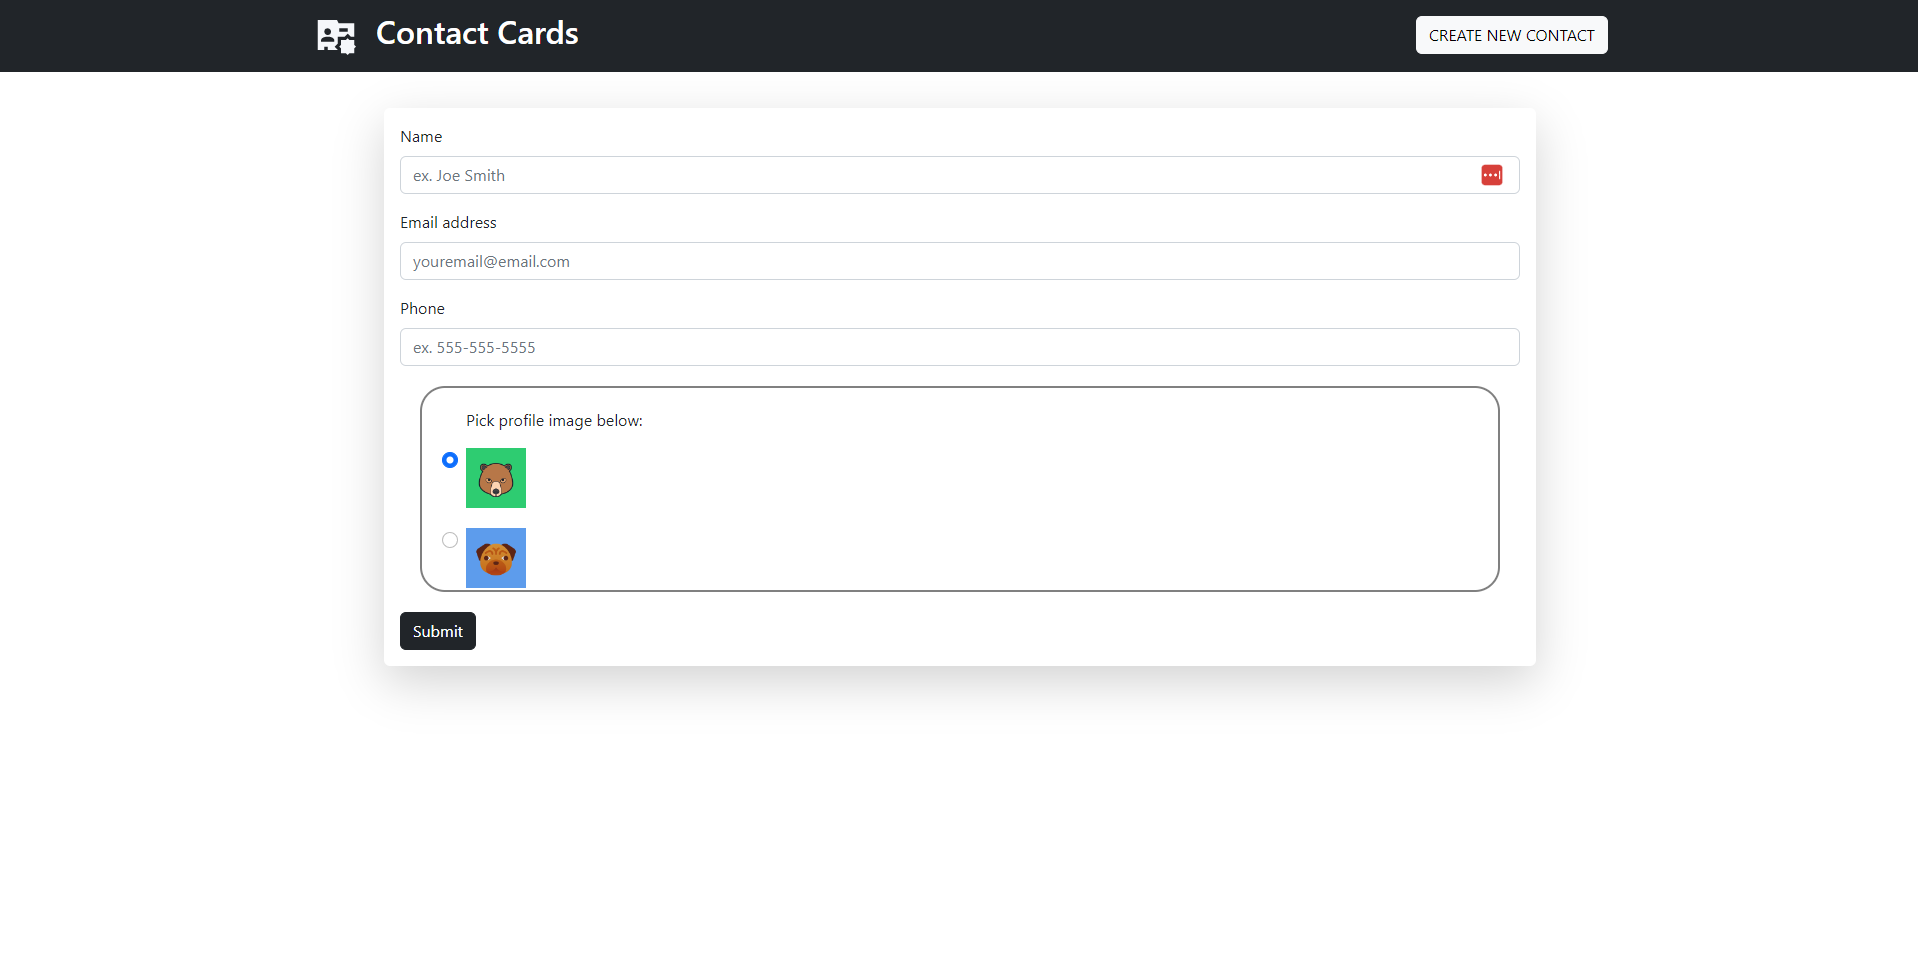 Contact Cards
CREATE NEW CONTACT
Name
ex. Joe Smith
Email address
youremail@email.com
Phone
ex. 555-555-5555
Pick profile image below:
Submit